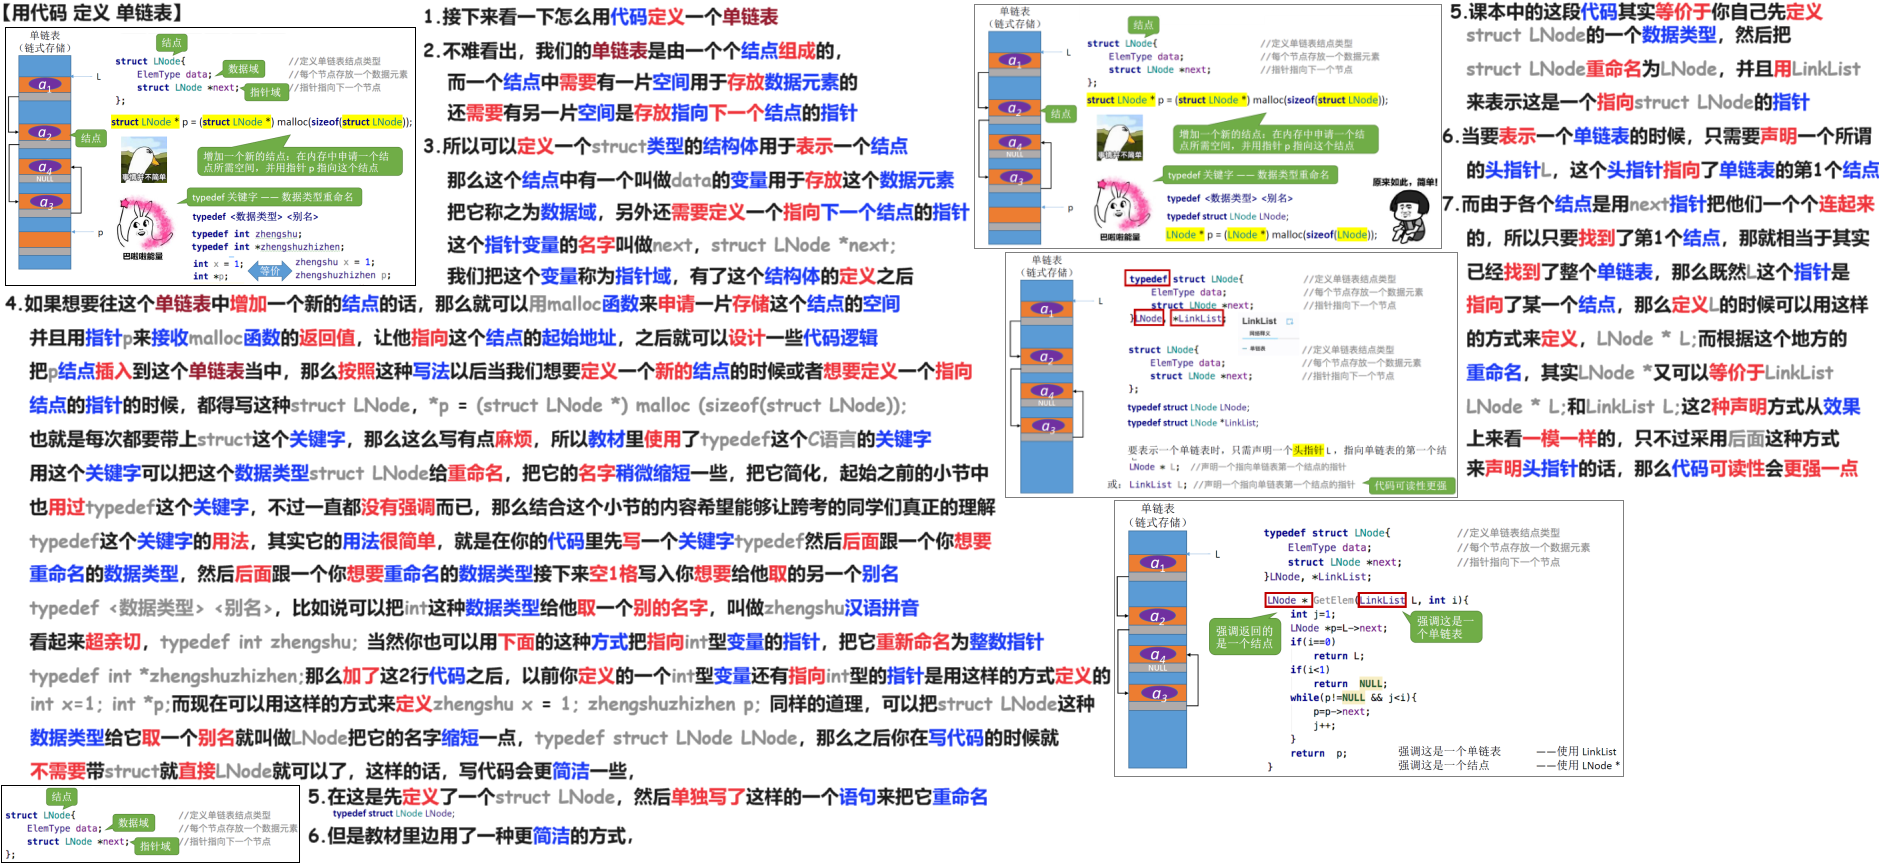 【用代码 定义 单链表】
单链表
（链式存储）
结点
struct LNode{ //定义单链表结点类型
ElemType data; 数据域 //每个节点存放一个数据元素
struct LNode *next; 指针域 //指针指向下一个节点
};
L
a1
a2
a4
NULL
a3
p
结点
struct LNode * p = (struct LNode *) malloc(sizeof(struct LNode));
增加一个新的结点：在内存中申请一个结
点所需空间，并用指针 p 指向这个结点
事情并不简单
typedef 关键字 —— 数据类型重命名
typedef <数据类型> <别名>
typedef int zhengshu;
typedef int *zhengshuzhizhen;
巴啦啦能量
int x = 1; 等价 zhengshu x = 1;
int *p; zhengshuzhizhen p;
1.接下来看一下怎么用代码定义一个单链表
2.不难看出，我们的单链表是由一个个结点组成的，
而一个结点中需要有一片空间用于存放数据元素的
还需要有另一片空间是存放指向下一个结点的指针
3.所以可以定义一个struct类型的结构体用于表示一个结点
那么这个结点中有一个叫做data的变量用于存放这个数据元素
把它称之为数据域，另外还需要定义一个指向下一个结点的指针
这个指针变量的名字叫做next，struct LNode *next;
我们把这个变量称为指针域，有了这个结构体的定义之后
4.如果想要往这个单链表中增加一个新的结点的话，那么就可以用malloc函数来申请一片存储这个结点的空间
并且用指针p来接收malloc函数的返回值，让他指向这个结点的起始地址，之后就可以设计一些代码逻辑
把p结点插入到这个单链表当中，那么按照这种写法以后当我们想要定义一个新的结点的时候或者想要定义一个指向
结点的指针的时候，都得写这种struct LNode，*p = (struct LNode *) malloc (sizeof(struct LNode));
也就是每次都要带上struct这个关键字，那么这么写有点麻烦，所以教材里使用了typedef这个C语言的关键字
用这个关键字可以把这个数据类型struct LNode给重命名，把它的名字稍微缩短一些，把它简化，起始之前的小节中
也用过typedef这个关键字，不过一直都没有强调而已，那么结合这个小节的内容希望能够让跨考的同学们真正的理解
typedef这个关键字的用法，其实它的用法很简单，就是在你的代码里先写一个关键字typedef然后后面跟一个你想要
重命名的数据类型，然后后面跟一个你想要重命名的数据类型接下来空1格写入你想要给他取的另一个别名
typedef <数据类型> <别名>，比如说可以把int这种数据类型给他取一个别的名字，叫做zhengshu汉语拼音
看起来超亲切，typedef int zhengshu; 当然你也可以用下面的这种方式把指向int型变量的指针，把它重新命名为整数指针
typedef int *zhengshuzhizhen;那么加了这2行代码之后，以前你定义的一个int型变量还有指向int型的指针是用这样的方式定义的
int x=1; int *p;而现在可以用这样的方式来定义zhengshu x = 1; zhengshuzhizhen p; 同样的道理，可以把struct LNode这种
数据类型给它取一个别名就叫做LNode把它的名字缩短一点，typedef struct LNode LNode，那么之后你在写代码的时候就
不需要带struct就直接LNode就可以了，这样的话，写代码会更简洁一些，
结点
struct LNode{ //定义单链表结点类型
ElemType data; 数据域 //每个节点存放一个数据元素
struct LNode *next; 指针域 //指针指向下一个节点
};
5.在这是先定义了一个struct LNode，然后单独写了这样的一个语句来把它重命名
typedef struct LNode LNode;
6.但是教材里边用了一种更简洁的方式，
单链表
（链式存储）
结点
struct LNode{ //定义单链表结点类型
ElemType data; //每个节点存放一个数据元素
struct LNode *next; //指针指向下一个节点
};
L
a1
a2
a4
NULL
a3
p
结点
struct LNode * p = (struct LNode *) malloc(sizeof(struct LNode));
增加一个新的结点：在内存中申请一个结
点所需空间，并用指针 p 指向这个结点
事情并不简单
typedef 关键字 —— 数据类型重命名
typedef <数据类型> <别名>
typedef struct LNode LNode;
LNode * p = (LNode *) malloc(sizeof(LNode));
巴啦啦能量
原来如此，简单!
单链表
（链式存储）
typedef struct LNode{ //定义单链表结点类型
ElemType data; //每个节点存放一个数据元素
struct LNode *next; //指针指向下一个节点
}LNode, *LinkList;
LinkList
网络释义
单链表
L
a1
a2
a4
NULL
a3
struct LNode{ //定义单链表结点类型
ElemType data; //每个节点存放一个数据元素
struct LNode *next; //指针指向下一个节点
};
typedef struct LNode LNode;
typedef struct LNode *LinkList;
要表示一个单链表时，只需声明一个头指针 L ，指向单链表的第一个结
LNode * L; //声明一个指向单链表第一个结点的指针
或： LinkList L; //声明一个指向单链表第一个结点的指针 代码可读性更强
单链表
（链式存储）
typedef struct LNode{ //定义单链表结点类型
ElemType data; //每个节点存放一个数据元素
struct LNode *next; //指针指向下一个节点
}LNode, *LinkList;
L
a1
a2
a4
NULL
a3
LNode * GetElem(LinkList L, int i){
int j=1;
LNode *p=L->next;
if(i==0)
return L;
if(i<1)
return NULL;
while(p!=NULL && j<i){
p=p->next;
j++;
}
return p;
}
强调返回的
是一个结点
强调这是一
个单链表
强调这是一个单链表 ——使用 LinkList
强调这是一个结点 ——使用 LNode *
5.课本中的这段代码其实等价于你自己先定义
struct LNode的一个数据类型，然后把
struct LNode重命名为LNode，并且用LinkList
来表示这是一个指向struct LNode的指针
6.当要表示一个单链表的时候，只需要声明一个所谓
的头指针L，这个头指针指向了单链表的第1个结点
7.而由于各个结点是用next指针把他们一个个连起来
的，所以只要找到了第1个结点，那就相当于其实
已经找到了整个单链表，那么既然L这个指针是
指向了某一个结点，那么定义L的时候可以用这样
的方式来定义，LNode * L;而根据这个地方的
重命名，其实LNode *又可以等价于LinkList
LNode * L;和LinkList L;这2种声明方式从效果
上来看一模一样的，只不过采用后面这种方式
来声明头指针的话，那么代码可读性会更强一点